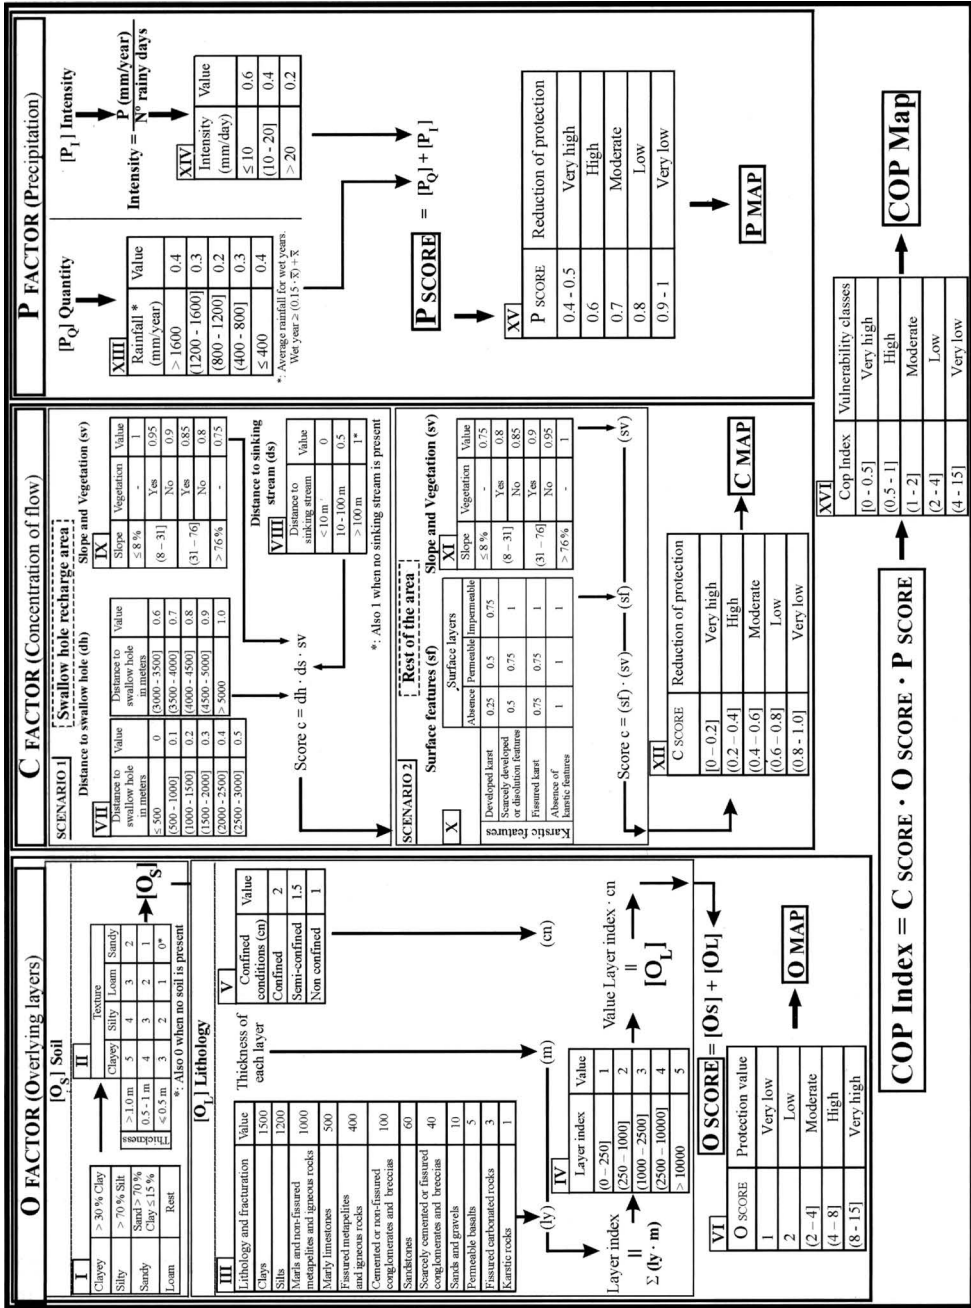 O FACTOR (Overlying layers)
[OS] Soil
I
Clayey > 30 % Clay
Silty > 70 % Silt
Sandy Sand > 70 % Clay ≤ 15 %
Loam Rest
II
Texture
Clayey Silty Loam Sandy
Thickness
> 1.0 m 5 4 3 2
0.5 - 1 m 4 3 2 1
≤ 0.5 m 3 2 1 0*
*: Also 0 when no soil is present
[OS]
[OL] Lithology
III
Lithology and fracturation Value
Clays 1500
Silts 1200
Marls and non-fissured metapelites and igneous rocks 1000
Marly limestones 500
Fissured metapelites and igneous rocks 400
Cemented or non-fissured conglomerates and breccias 100
Sandstones 60
Scarcely cemented or fissured conglomerates and breccias 40
Sands and gravels 10
Permeable basalts 5
Fissured carbonated rocks 3
Karstic rocks 1
Thickness of
each layer
V
Confined conditions (cn) Value
Confined 2
Semi-confined 1.5
Non confined 1
(ly) (m) (cn)
Layer index
Σ (ly · m)
IV
Layer index Value
(0 – 250] 1
(250 – 1000] 2
(1000 – 2500] 3
(2500 – 10000] 4
> 10000 5
Value Layer index · cn
[OL]
O SCORE = [OS] + [OL]
VI
O SCORE Protection value
1 Very low
2 Low
(2 – 4] Moderate
(4 – 8] High
(8 - 15] Very high
O MAP
C FACTOR (Concentration of flow)
SCENARIO 1
Swallow hole recharge area
Distance to swallow hole (dh)
VII
Distance to swallow hole in meters Value
≤ 500 0
(500 - 1000] 0.1
(1000 - 1500] 0.2
(1500 - 2000] 0.3
(2000 - 2500] 0.4
(2500 - 3000] 0.5
Distance to swallow hole in meters Value
(3000 - 3500] 0.6
(3500 - 4000] 0.7
(4000 - 4500] 0.8
(4500 - 5000] 0.9
> 5000 1.0
Slope and Vegetation (sv)
IX
Slope Vegetation Value
≤ 8 % - 1
(8 – 31] Yes 0.95
No 0.9
(31 – 76] Yes 0.85
No 0.8
> 76 % - 0.75
Distance to sinking
stream (ds)
VIII
Distance to sinking stream Value
< 10 m 0
10 - 100 m 0.5
> 100 m 1*
Score c = dh · ds · sv
*: Also 1 when no sinking stream is present
SCENARIO 2
Rest of the area
Surface features (sf)
X
Surface layers
Absence Permeable Impermeable
Karstic features
Developed karst 0.25 0.5 0.75
Scarcely developed or disolution features 0.5 0.75 1
Fissured karst 0.75 0.75 1
Absence of karstic features 1 1 1
Slope and Vegetation (sv)
XI
Slope Vegetation Value
≤ 8 % - 0.75
(8 – 31] Yes 0.8
No 0.85
(31 – 76] Yes 0.9
No 0.95
> 76 % - 1
Score c = (sf) · (sv) (sf) (sv)
XII
C SCORE Reduction of protection
[0 – 0.2] Very high
(0.2 – 0.4] High
(0.4 – 0.6] Moderate
(0.6 – 0.8] Low
(0.8 - 1.0] Very low
C MAP
P FACTOR (Precipitation)
[PQ] Quantity
XIII
Rainfall * (mm/year) Value
> 1600 0.4
(1200 - 1600] 0.3
(800 - 1200] 0.2
(400 - 800] 0.3
≤ 400 0.4
*: Average rainfall for wet years.
Wet year ≥ (0.15 · x̄) + x̄
[PI] Intensity
Intensity = P (mm/year) / Nº rainy days
XIV
Intensity (mm/day) Value
≤ 10 0.6
(10 - 20] 0.4
> 20 0.2
P SCORE = [PQ] + [PI]
XV
P SCORE Reduction of protection
0.4 - 0.5 Very high
0.6 High
0.7 Moderate
0.8 Low
0.9 - 1 Very low
P MAP
COP Index = C SCORE · O SCORE · P SCORE
XVI
Cop Index Vulnerability classes
[0 - 0.5] Very high
(0.5 - 1] High
(1 - 2] Moderate
(2 - 4] Low
(4 - 15] Very low
COP Map